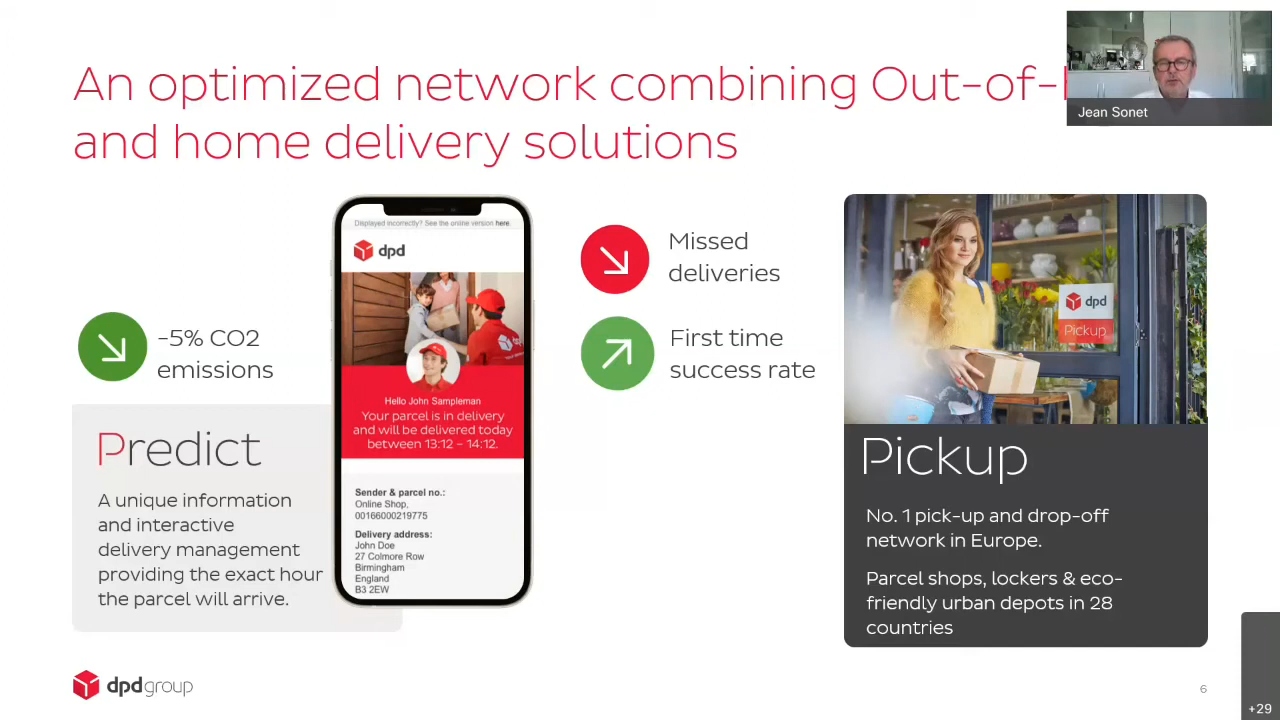 An optimized network combining Out-of-
and home delivery solutions
Jean Sonet
-5% CO2
emissions
Predict
A unique information
and interactive
delivery management
providing the exact hour
the parcel will arrive.
Displayed incorrectly? See the online version here.
dpd
Hello John Sampleman
Your parcel is in delivery
and will be delivered today
between 13:12 - 14:12.
Sender & parcel no.:
Online Shop,
00166000219775
Delivery address:
John Doe
27 Colmore Row
Birmingham
England
B3 2EW
Missed
deliveries
First time
success rate
dpd
Pickup
Pickup
No. 1 pick-up and drop-off
network in Europe.
Parcel shops, lockers & eco-
friendly urban depots in 28
countries
dpdgroup
6
+29